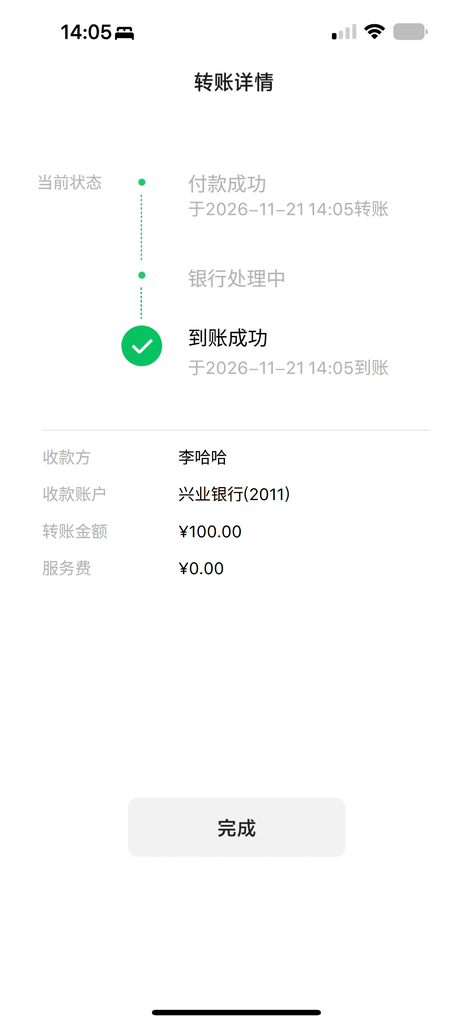 14:05
转账详情
当前状态
付款成功
于2026-11-21 14:05转账
银行处理中
到账成功
于2026-11-21 14:05到账
收款方 李哈哈
收款账户 兴业银行(2011)
转账金额 ¥100.00
服务费 ¥0.00
完成